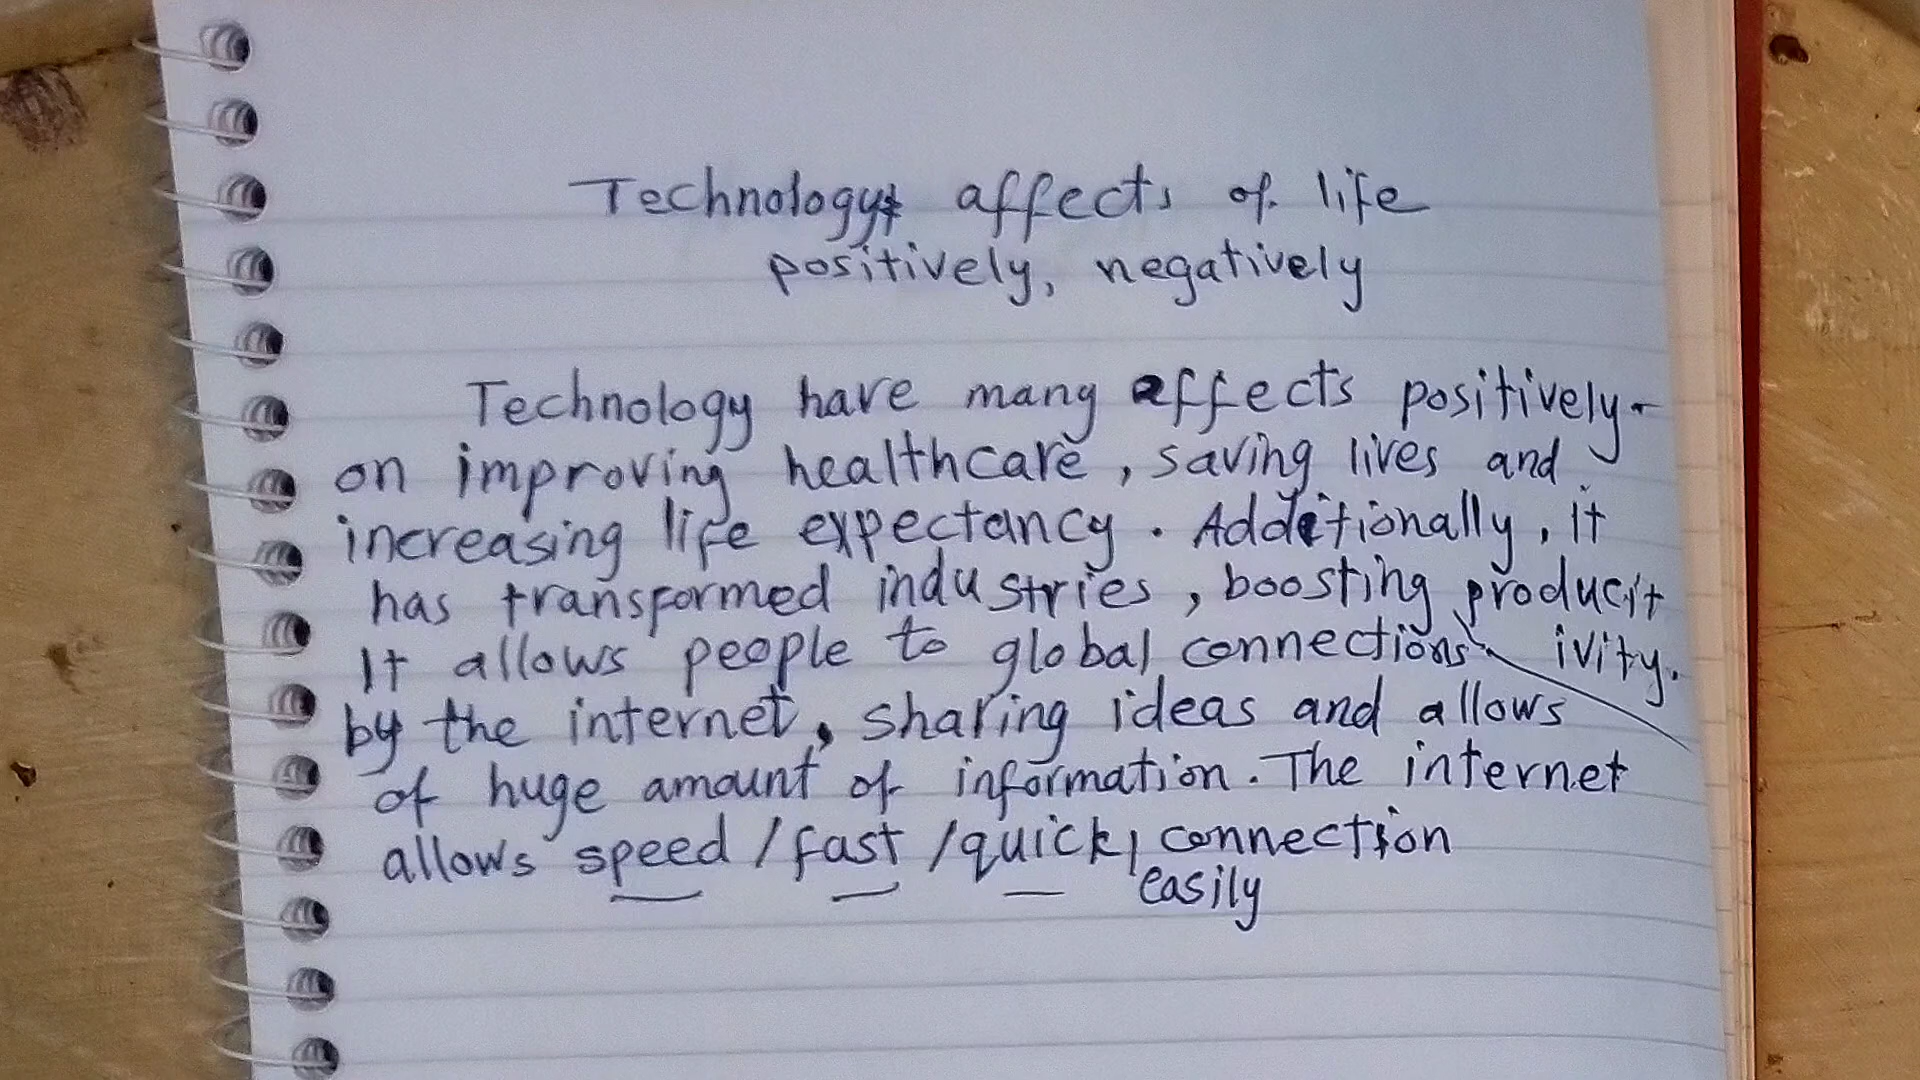 Technology affects of life
positively, negatively
Technology have many affects positively
on improving healthcare, saving lives and
increasing life expectancy. Additionally, it
has transformed industries, boosting producit
ivity.
It allows people to global connections
by the internet, sharing ideas and allows
of huge amount of information. The internet
allows speed / fast / quick, connection
easily